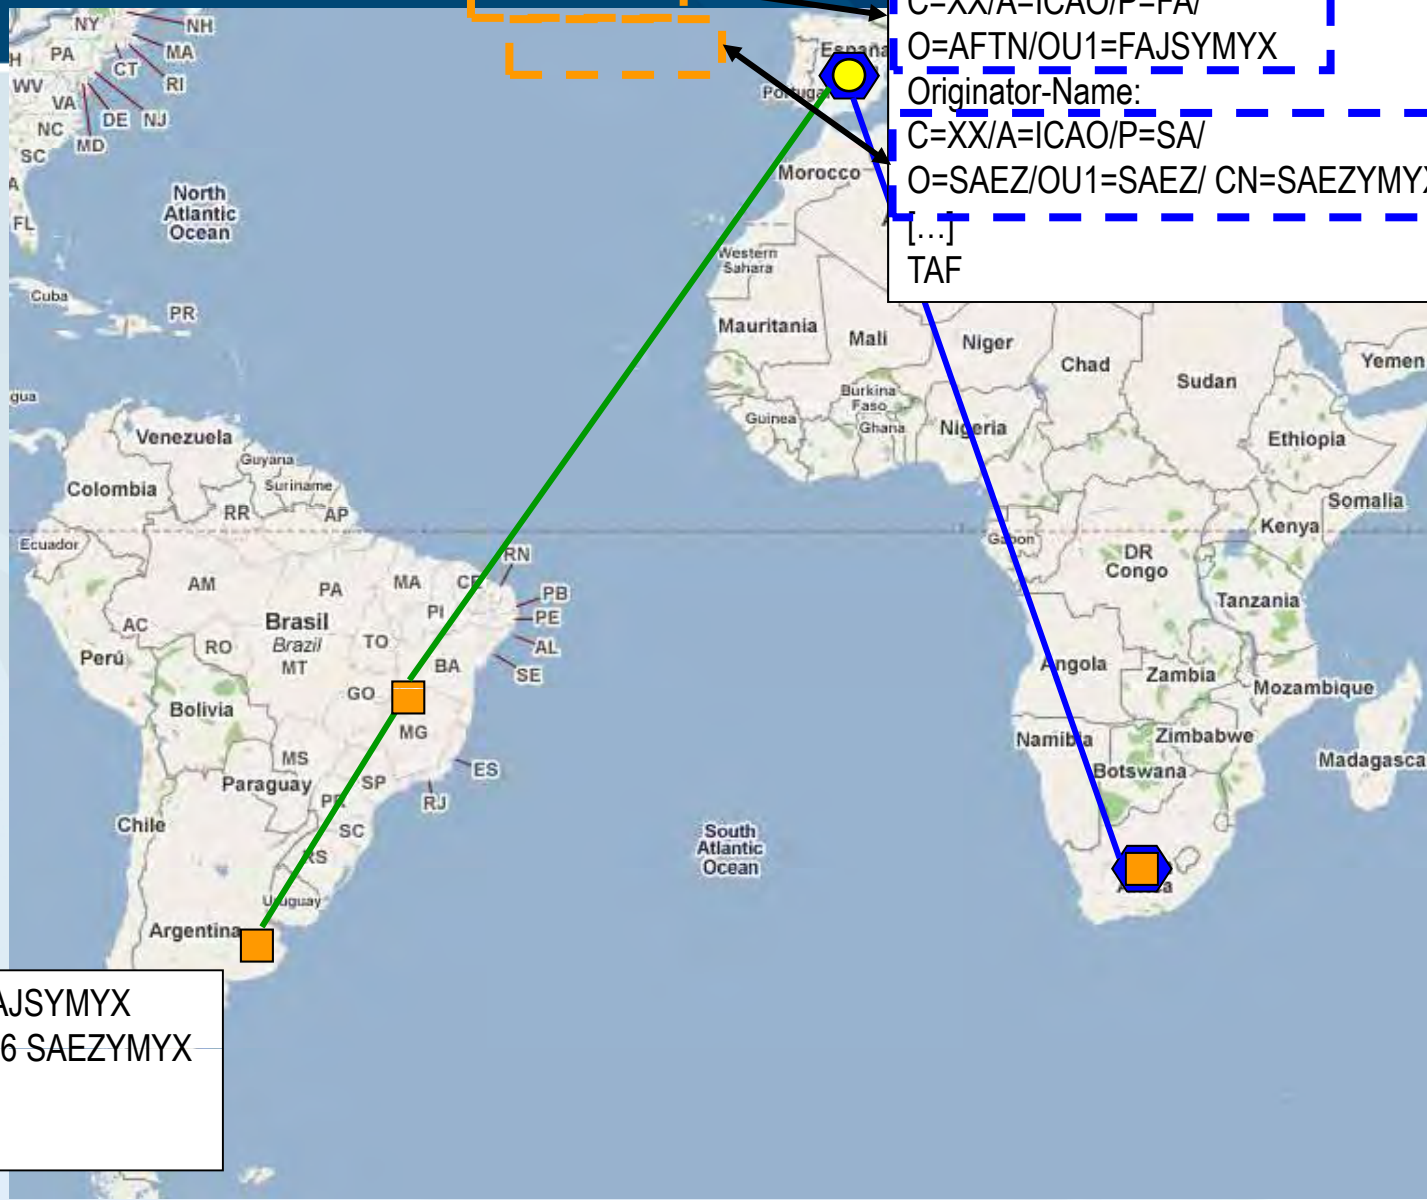 C=XX/A=ICAO/P=FA/
O=AFTN/OU1=FAJSYMYX
Originator-Name:
C=XX/A=ICAO/P=SA/
O=SAEZ/OU1=SAEZ/ CN=SAEZYMYX
[...]
TAF
NY
NH
PA
MA
CT
RI
WV
VA
DE
NJ
NC
MD
SC
FL
North
Atlantic
Ocean
Cuba
PR
España
Portugal
Morocco
Western
Sahara
Mauritania
Mali
Niger
Chad
Sudan
Yemen
Burkina
Faso
Guinea
Ghana
Nigeria
Ethiopia
Somalia
Kenya
Gabon
DR
Congo
Tanzania
Angola
Zambia
Mozambique
Namibia
Zimbabwe
Botswana
Madagasca
Venezuela
Guyana
Suriname
Colombia
RR
AP
Ecuador
RN
AM
PA
MA
CE
PB
PI
PE
AC
Brasil
Brazil
RO
TO
AL
Perú
MT
BA
SE
GO
Bolivia
MG
MS
ES
Paraguay
SP
PR
RJ
Chile
SC
RS
Uruguay
Argentina
South
Atlantic
Ocean
AJSYMYX
6 SAEZYMYX